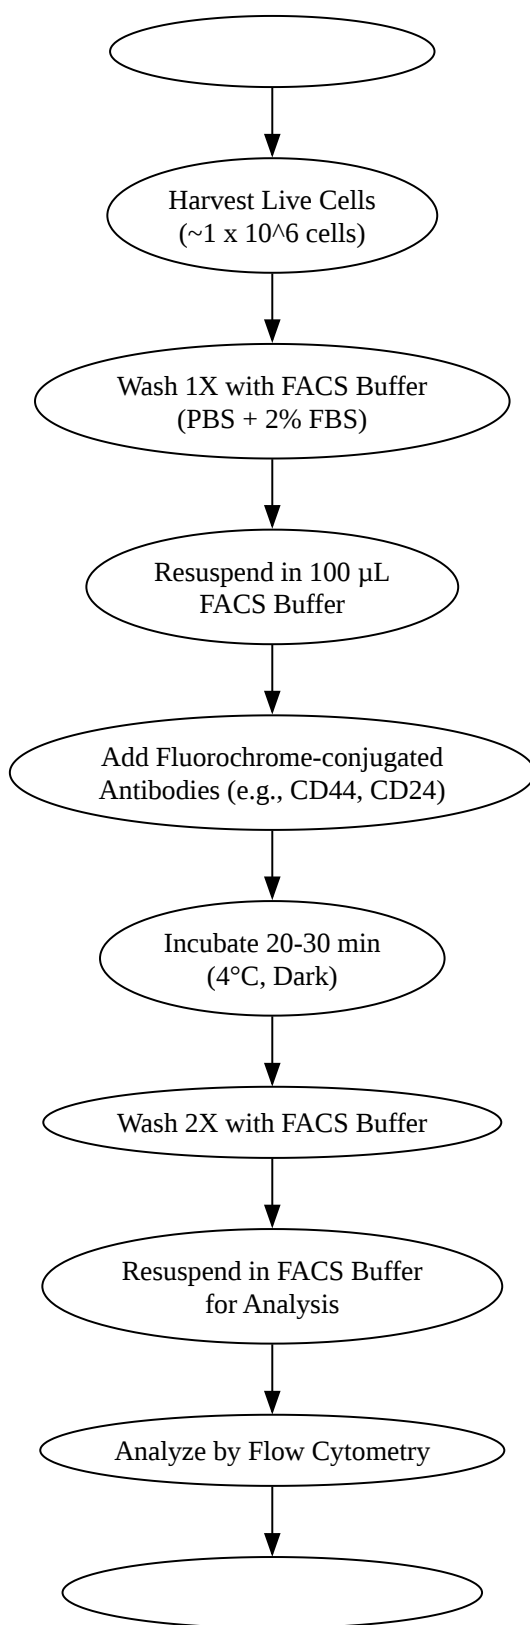 Harvest Live Cells
(~1 x 10^6 cells)
Wash 1X with FACS Buffer
(PBS + 2% FBS)
Resuspend in 100 µL
FACS Buffer
Add Fluorochrome-conjugated
Antibodies (e.g., CD44, CD24)
Incubate 20-30 min
(4°C, Dark)
Wash 2X with FACS Buffer
Resuspend in FACS Buffer
for Analysis
Analyze by Flow Cytometry